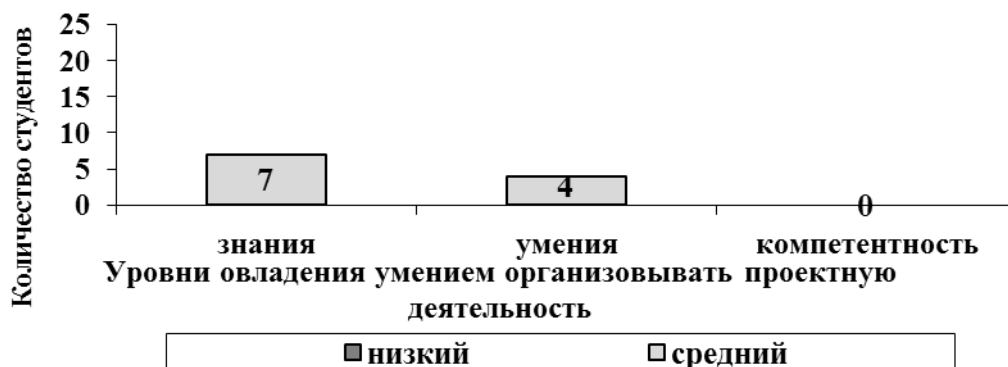 Количество студентов
25
20
15
10
5
0
7
4
0
знания умения компетентность
Уровни овладения умением организовывать проектную
деятельность
низкий средний